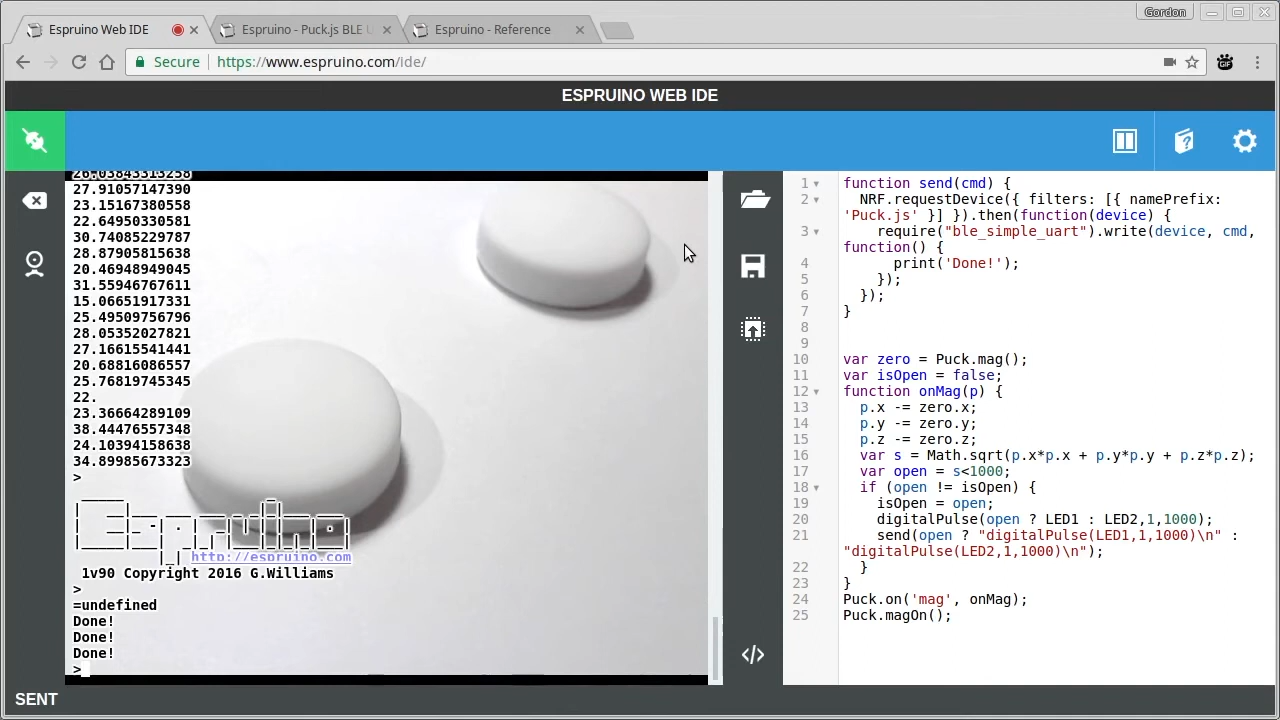 Gordon
Espruino Web IDE
Espruino - Puck.js BLE
Espruino - Reference
Secure
https://www.espruino.com/ide/
ESPRUINO WEB IDE
26.03843313258
27.91057147390
23.15167380558
22.64950330581
30.74085229787
28.87905815638
20.46948949045
31.55946767611
15.06651917331
25.49509756796
28.05352027821
27.16615541441
20.68816086557
25.76819745345
22.
23.36664289109
38.44476557348
24.10394158638
34.89985673323
>
Espruino
http://espruino.com
1v90 Copyright 2016 G.Williams
>
=undefined
Done!
Done!
Done!
>
1 function send(cmd) {
2   NRF.requestDevice({ filters: [{ namePrefix:
'Puck.js' }] }).then(function(device) {
3     require("ble_simple_uart").write(device, cmd,
function() {
4       print('Done!');
5     });
6   });
7 }
8
9
10 var zero = Puck.mag();
11 var isOpen = false;
12 function onMag(p) {
13   p.x -= zero.x;
14   p.y -= zero.y;
15   p.z -= zero.z;
16   var s = Math.sqrt(p.x*p.x + p.y*p.y + p.z*p.z);
17   var open = s<1000;
18   if (open != isOpen) {
19     isOpen = open;
20     digitalPulse(open ? LED1 : LED2,1,1000);
21     send(open ? "digitalPulse(LED1,1,1000)\n" :
"digitalPulse(LED2,1,1000)\n");
22   }
23 }
24 Puck.on('mag', onMag);
25 Puck.magOn();
SENT